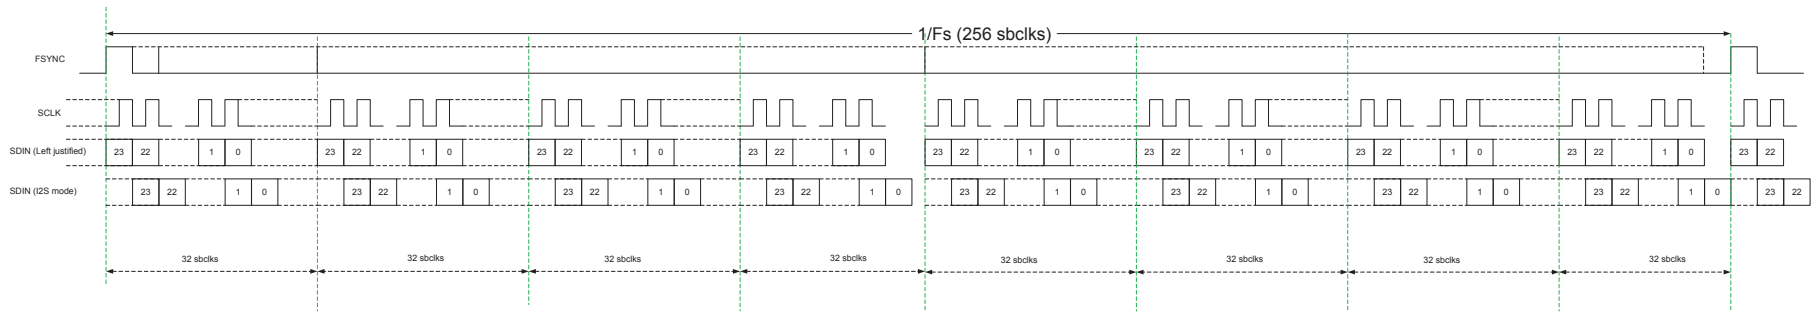 1/Fs (256 sbclks)
FSYNC
SCLK
SDIN (Left justified) 23 22 1 0 23 22 1 0 23 22 1 0 23 22 1 0 23 22 1 0 23 22 1 0 23 22 1 0 23 22 1 0 23 22
SDIN (I2S mode) 23 22 1 0 23 22 1 0 23 22 1 0 23 22 1 0 23 22 1 0 23 22 1 0 23 22 1 0 23 22 1 0 23 22
32 sbclks 32 sbclks 32 sbclks 32 sbclks 32 sbclks 32 sbclks 32 sbclks 32 sbclks